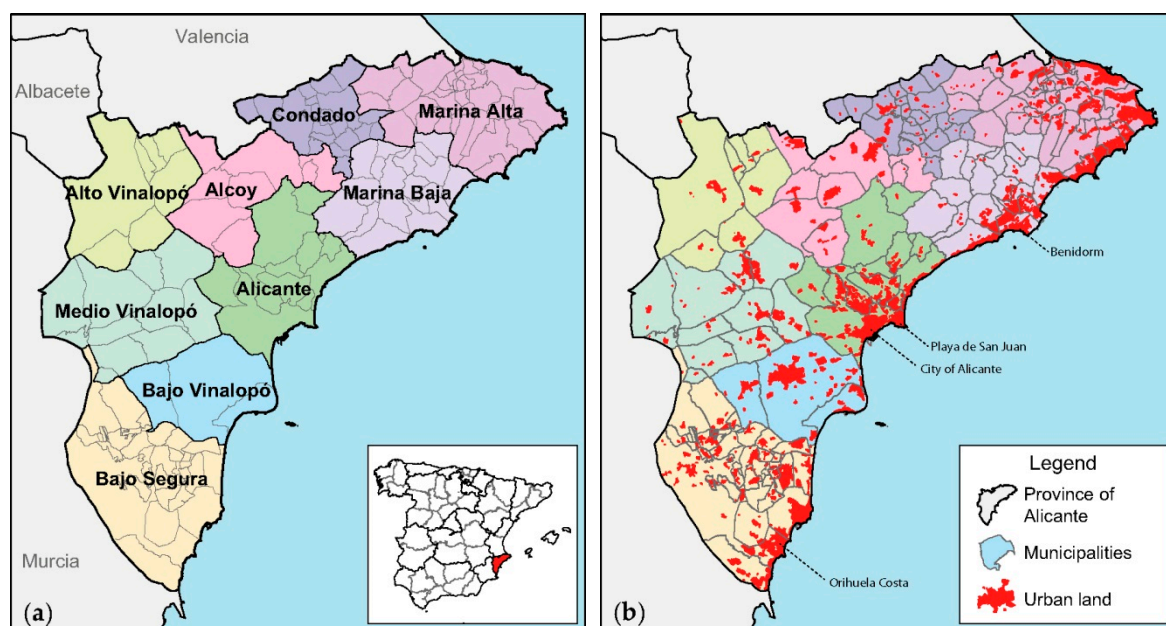 Valencia
Albacete
Condado
Marina Alta
Alto Vinalopó
Alcoy
Marina Baja
Alicante
Medio Vinalopó
Bajo Vinalopó
Bajo Segura
Murcia
(a)
Benidorm
Playa de San Juan
City of Alicante
Orihuela Costa
Legend
Province of
Alicante
Municipalities
Urban land
(b)